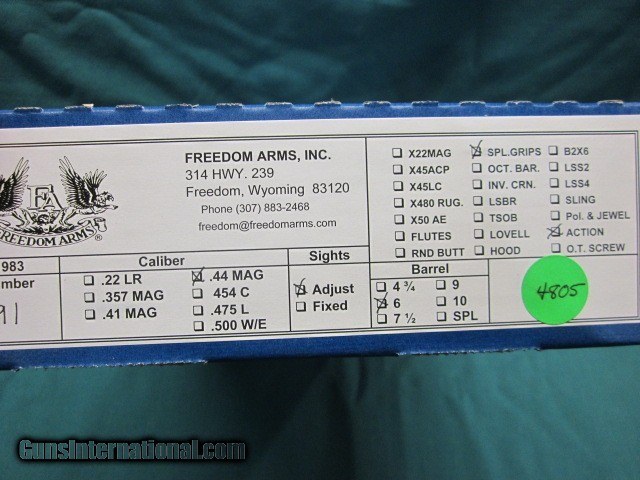 FREEDOM ARMS, INC.
314 HWY. 239
Freedom, Wyoming 83120
Phone (307) 883-2468
freedom@freedomarms.com
FA
FREEDOM ARMS®
X22MAG
X45ACP
X45LC
X480 RUG.
X50 AE
FLUTES
RND BUTT
SPL.GRIPS
OCT. BAR.
INV. CRN.
LSBR
TSOB
LOVELL
HOOD
B2X6
LSS2
LSS4
SLING
Pol. & JEWEL
ACTION
O.T. SCREW
983
mber
91
Caliber
.22 LR
.357 MAG
.41 MAG
.44 MAG
454 C
.475 L
.500 W/E
Sights
Adjust
Fixed
Barrel
4 ¾
6
7 ½
9
10
SPL
4805
GunsInternational.com